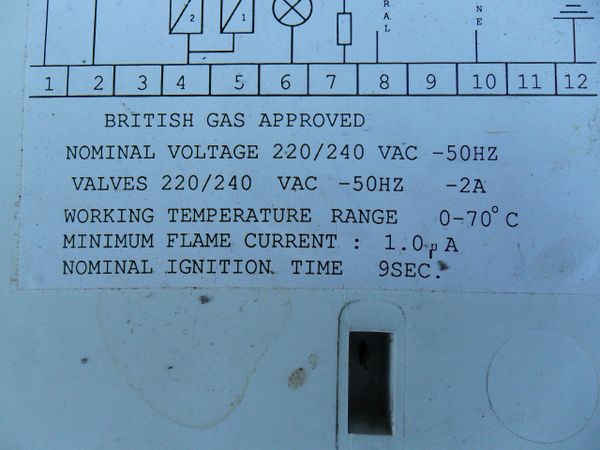 2 1
R
A
L
N
E
1 2 3 4 5 6 7 8 9 10 11 12
BRITISH GAS APPROVED
NOMINAL VOLTAGE 220/240 VAC -50HZ
VALVES 220/240 VAC -50HZ -2A
WORKING TEMPERATURE RANGE 0-70°C
MINIMUM FLAME CURRENT : 1.0μA
NOMINAL IGNITION TIME 9SEC.